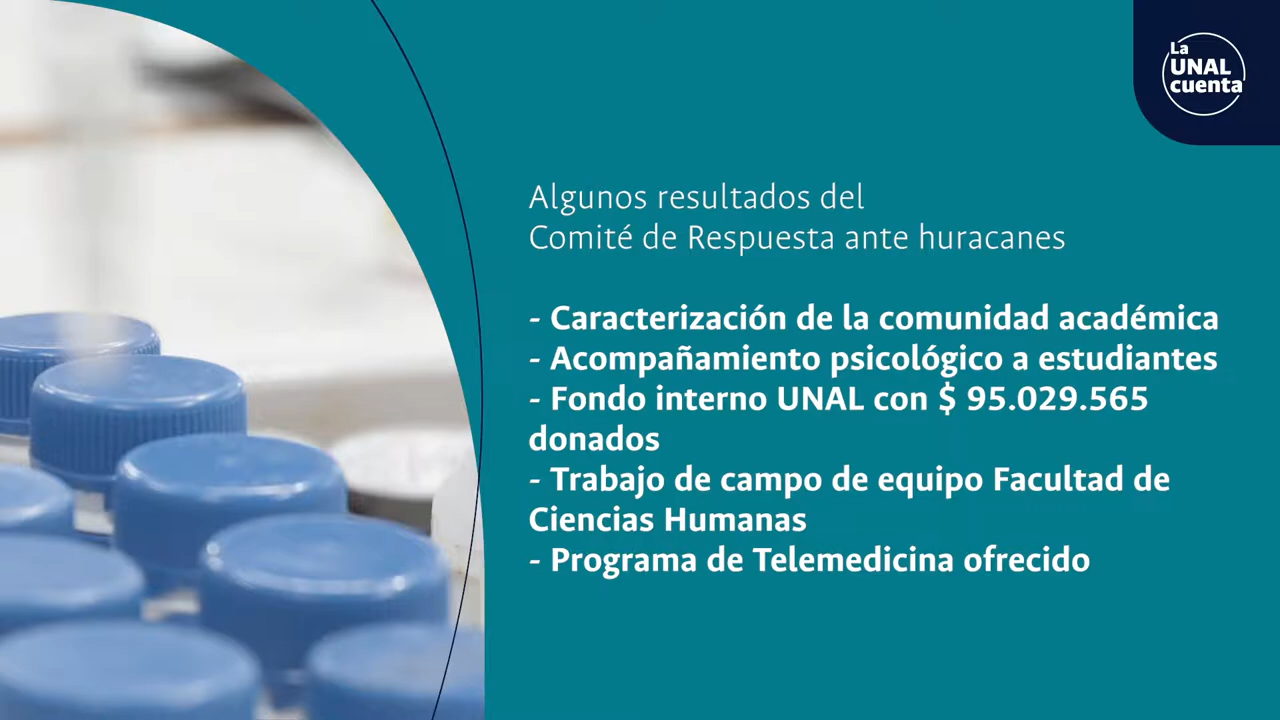 La
UNAL
cuenta
Algunos resultados del
Comité de Respuesta ante huracanes
- Caracterización de la comunidad académica
- Acompañamiento psicológico a estudiantes
- Fondo interno UNAL con $ 95.029.565
donados
- Trabajo de campo de equipo Facultad de
Ciencias Humanas
- Programa de Telemedicina ofrecido